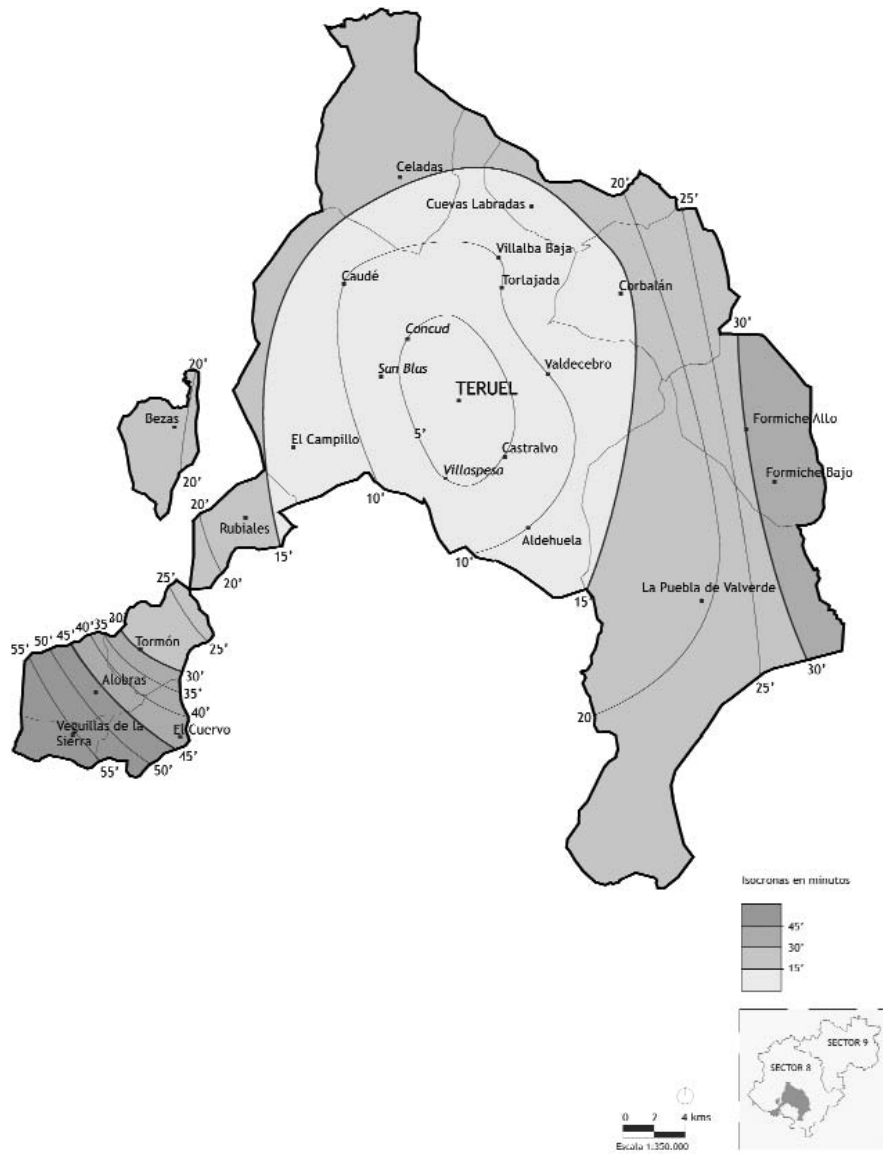 Celadas
Cuevas Labradas
20'
25'
Villalba Baja
Caudé
Tortajada
Corbalán
Concud
30'
San Blas
Valdecebro
20'
TERUEL
Bezas
Formiche Alto
5'
El Campillo
Castralvo
Villaspesa
Formiche Bajo
20'
10'
20'
Rubiales
15'
Aldehuela
10'
20'
25'
La Puebla de Valverde
15'
55'
50'
45'
40'
35'
30'
Tormón
25'
30'
30'
25'
Alobras
35'
40'
20'
Veguillas de la
Sierra
El Cuervo
45'
50'
55'
Isocronas en minutos
45'
30'
15'
SECTOR 9
SECTOR 8
0 2 4 kms
Escala 1:350.000